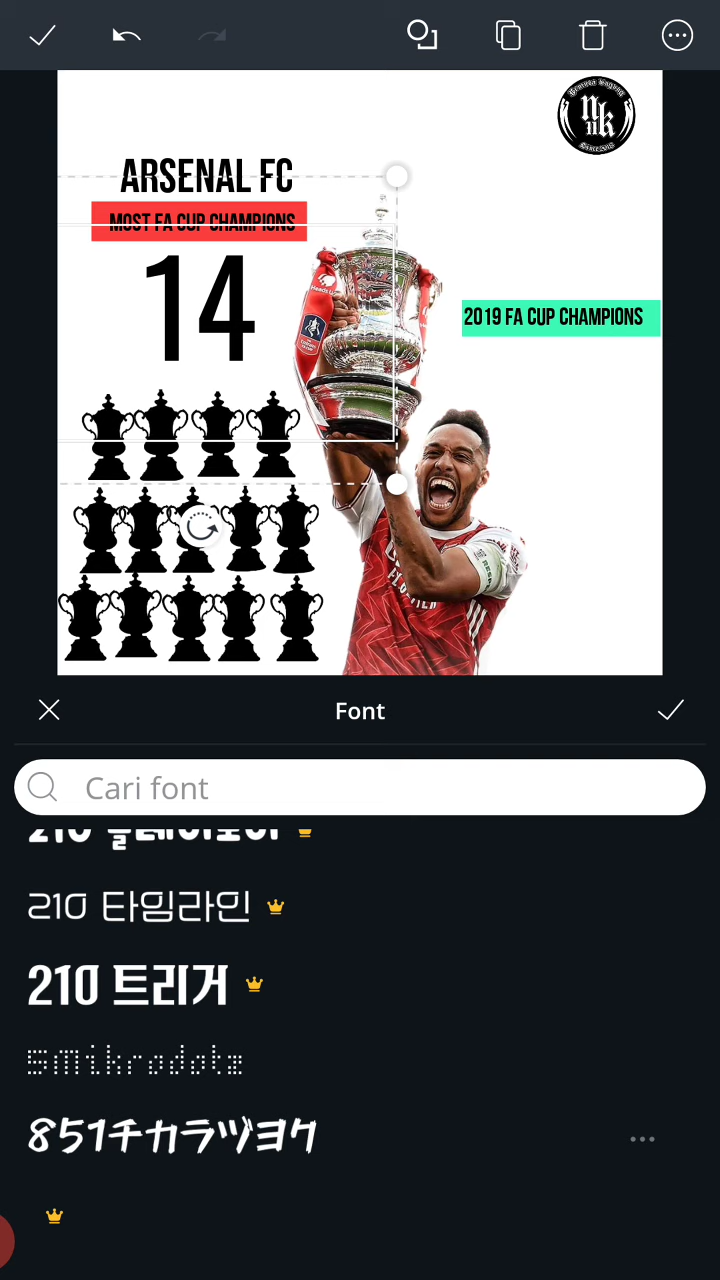 ARSENAL FC
MOST FA CUP CHAMPIONS
14
2019 FA CUP CHAMPIONS
Font
Cari font
210 타임라인
210 트리거
5Mikrodots
851チカラヅヨク